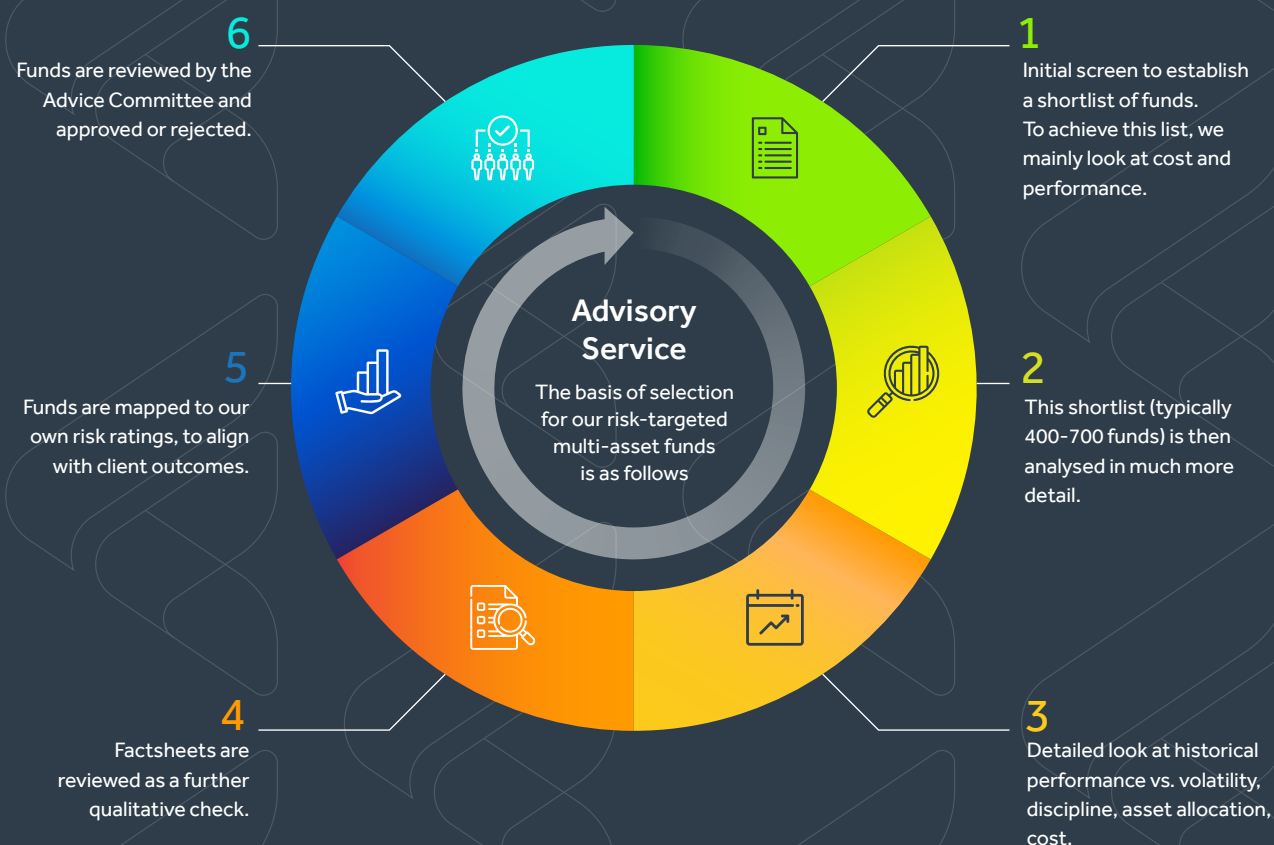 Advisory
Service
The basis of selection
for our risk-targeted
multi-asset funds
is as follows
1
Initial screen to establish
a shortlist of funds.
To achieve this list, we
mainly look at cost and
performance.
2
This shortlist (typically
400-700 funds) is then
analysed in much more
detail.
3
Detailed look at historical
performance vs. volatility,
discipline, asset allocation,
cost.
4
Factsheets are
reviewed as a further
qualitative check.
5
Funds are mapped to our
own risk ratings, to align
with client outcomes.
6
Funds are reviewed by the
Advice Committee and
approved or rejected.